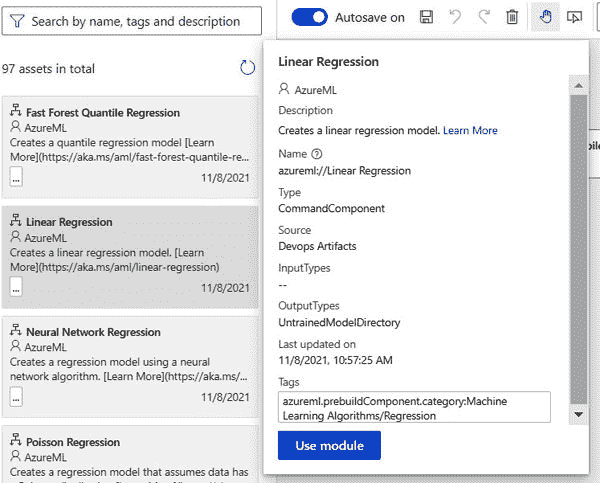 Search by name, tags and description
Autosave on
97 assets in total
Fast Forest Quantile Regression
AzureML
Creates a quantile regression model [Learn
More](https://aka.ms/aml/fast-forest-quantile-re...
...
11/8/2021
Linear Regression
AzureML
Creates a linear regression model. [Learn
More](https://aka.ms/aml/linear-regression)
...
11/8/2021
Neural Network Regression
AzureML
Creates a regression model using a neural
network algorithm. [Learn More](https://aka.ms/...
...
11/8/2021
Poisson Regression
AzureML
Creates a regression model that assumes data has
Linear Regression
AzureML
Description
Creates a linear regression model. Learn More
Name
azureml://Linear Regression
Type
CommandComponent
Source
Devops Artifacts
InputTypes
--
OutputTypes
UntrainedModelDirectory
Last updated on
11/8/2021, 10:57:25 AM
Tags
azureml.prebuildComponent.category:Machine
Learning Algorithms/Regression
Use module